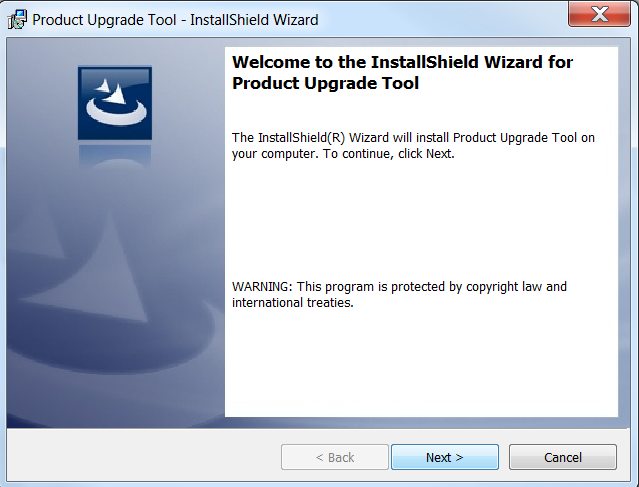 Product Upgrade Tool - InstallShield Wizard
Welcome to the InstallShield Wizard for
Product Upgrade Tool
The InstallShield(R) Wizard will install Product Upgrade Tool on
your computer. To continue, click Next.
WARNING: This program is protected by copyright law and
international treaties.
< Back
Next >
Cancel